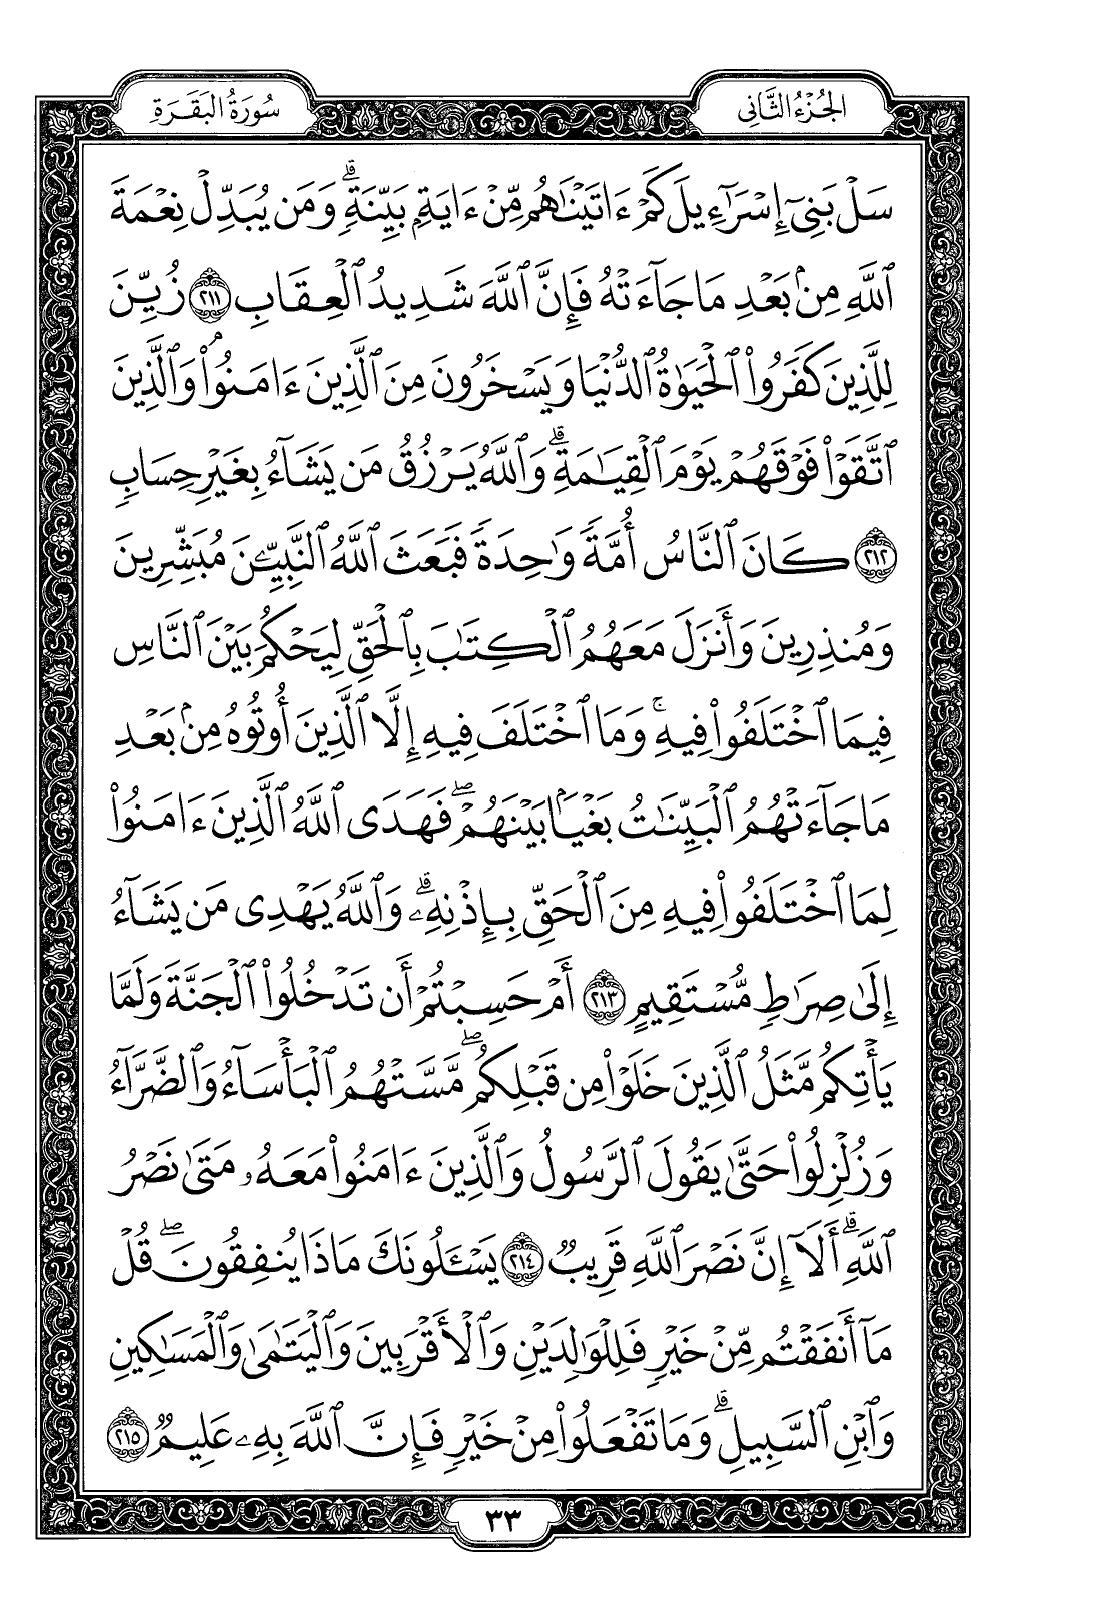 الجُزْءُ الثَّانِي
سُورَةُ البَقَرَةِ
سَلْ بَنِىٓ إِسْرَٰٓءِيلَ كَمْ ءَاتَيْنَٰهُم مِّنْ ءَايَةِۭ بَيِّنَةٍۗ وَمَن يُبَدِّلْ نِعْمَةَ
ٱللَّهِ مِنۢ بَعْدِ مَا جَآءَتْهُ فَإِنَّ ٱللَّهَ شَدِيدُ ٱلْعِقَابِ ٢١١ زُيِّنَ
لِلَّذِينَ كَفَرُوا۟ ٱلْحَيَوٰةُ ٱلدُّنْيَا وَيَسْخَرُونَ مِنَ ٱلَّذِينَ ءَامَنُوا۟ۘ وَٱلَّذِينَ
ٱتَّقَوْا۟ فَوْقَهُمْ يَوْمَ ٱلْقِيَٰمَةِۗ وَٱللَّهُ يَرْزُقُ مَن يَشَآءُ بِغَيْرِ حِسَابٍ
٢١٢ كَانَ ٱلنَّاسُ أُمَّةً وَٰحِدَةً فَبَعَثَ ٱللَّهُ ٱلنَّبِيِّـۧنَ مُبَشِّرِينَ
وَمُنذِرِينَ وَأَنزَلَ مَعَهُمُ ٱلْكِتَٰبَ بِٱلْحَقِّ لِيَحْكُمَ بَيْنَ ٱلنَّاسِ
فِيمَا ٱخْتَلَفُوا۟ فِيهِۚ وَمَا ٱخْتَلَفَ فِيهِ إِلَّا ٱلَّذِينَ أُوتُوهُ مِنۢ بَعْدِ
مَا جَآءَتْهُمُ ٱلْبَيِّنَٰتُ بَغْيَۢا بَيْنَهُمْۖ فَهَدَى ٱللَّهُ ٱلَّذِينَ ءَامَنُوا۟
لِمَا ٱخْتَلَفُوا۟ فِيهِ مِنَ ٱلْحَقِّ بِإِذْنِهِۦۗ وَٱللَّهُ يَهْدِى مَن يَشَآءُ
إِلَىٰ صِرَٰطٍ مُّسْتَقِيمٍ ٢١٣ أَمْ حَسِبْتُمْ أَن تَدْخُلُوا۟ ٱلْجَنَّةَ وَلَمَّا
يَأْتِكُم مَّثَلُ ٱلَّذِينَ خَلَوْا۟ مِن قَبْلِكُمۖ مَّسَّتْهُمُ ٱلْبَأْسَآءُ وَٱلضَّرَّآءُ
وَزُلْزِلُوا۟ حَتَّىٰ يَقُولَ ٱلرَّسُولُ وَٱلَّذِينَ ءَامَنُوا۟ مَعَهُۥ مَتَىٰ نَصْرُ
ٱللَّهِۗ أَلَآ إِنَّ نَصْرَ ٱللَّهِ قَرِيبٌ ٢١٤ يَسْـَٔلُونَكَ مَاذَا يُنفِقُونَۖ قُلْ
مَآ أَنفَقْتُم مِّنْ خَيْرٍ فَلِلْوَٰلِدَيْنِ وَٱلْأَقْرَبِينَ وَٱلْيَتَٰمَىٰ وَٱلْمَسَٰكِينِ
وَٱبْنِ ٱلسَّبِيلِۗ وَمَا تَفْعَلُوا۟ مِنْ خَيْرٍ فَإِنَّ ٱللَّهَ بِهِۦ عَلِيمٌ ٢١٥
٣٣